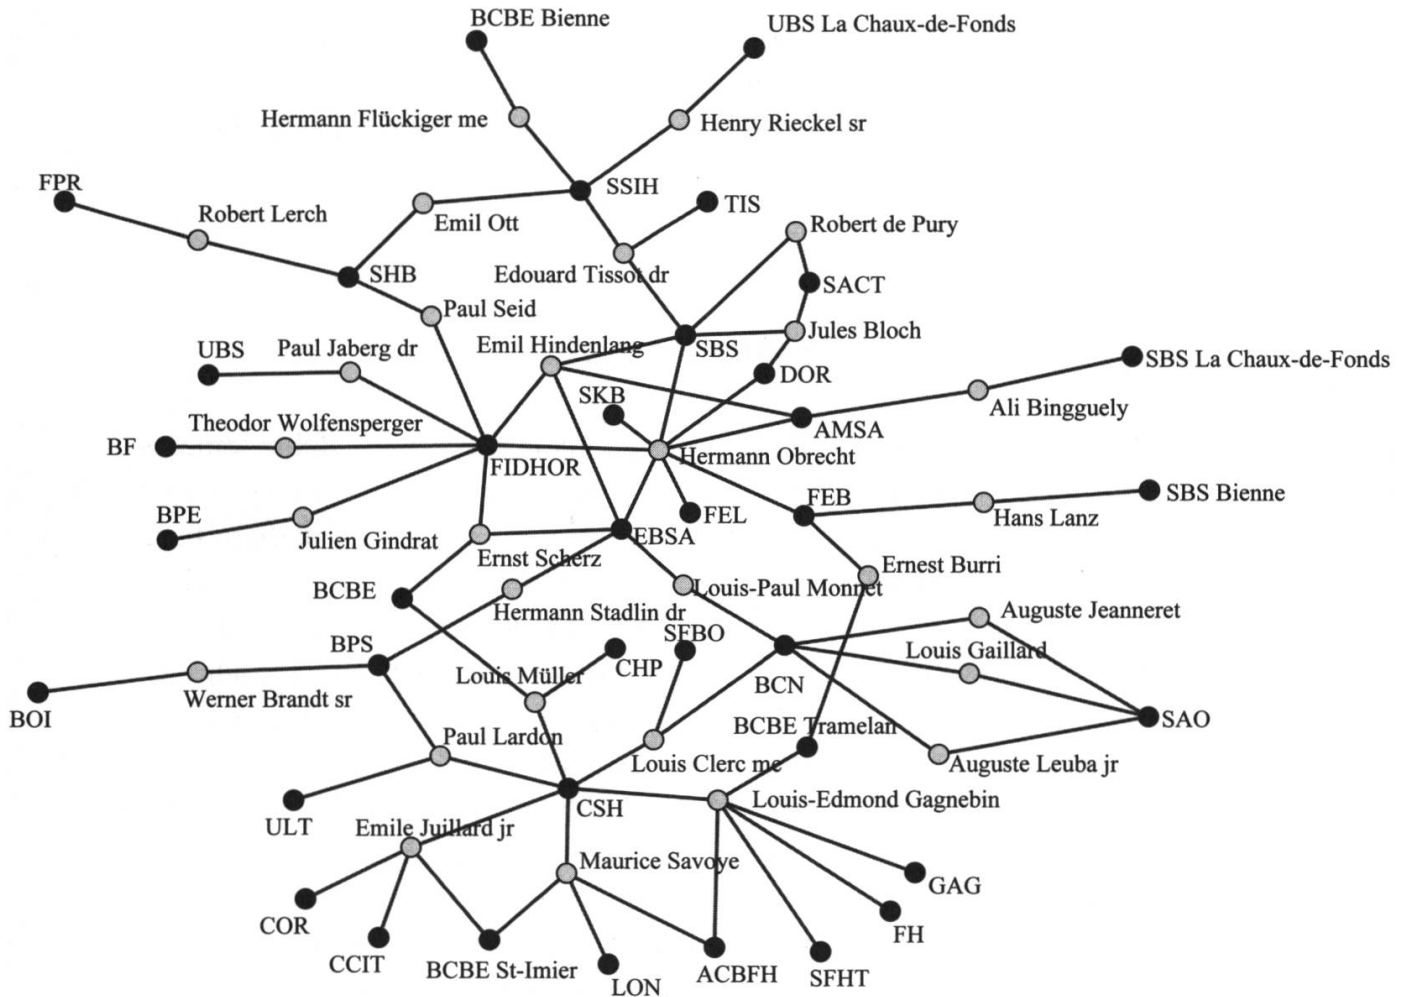 BCBE Bienne
UBS La Chaux-de-Fonds
Hermann Flückiger me
Henry Rieckel sr
FPR
SSIH
TIS
Robert Lerch
Emil Ott
Robert de Pury
SHB
Edouard Tissot dr
SACT
Paul Seid
Jules Bloch
UBS
Paul Jaberg dr
Emil Hindenlang
SBS
SBS La Chaux-de-Fonds
DOR
SKB
Ali Bingguely
Theodor Wolfensperger
AMSA
BF
Hermann Obrecht
FIDHOR
FEB
SBS Bienne
BPE
FEL
Hans Lanz
Julien Gindrat
EBSA
Ernst Scherz
Ernest Burri
BCBE
Louis-Paul Monnet
Hermann Stadlin dr
Auguste Jeanneret
SFBO
BPS
Louis Gaillard
CHP
Louis Müller
BCN
Werner Brandt sr
BOI
SAO
BCBE Tramelan
Paul Lardon
Louis Clerc me
Auguste Leuba jr
CSH
Louis-Edmond Gagnebin
ULT
Emile Juillard jr
Maurice Savoye
GAG
COR
FH
CCIT
BCBE St-Imier
ACBFH
SFHT
LON